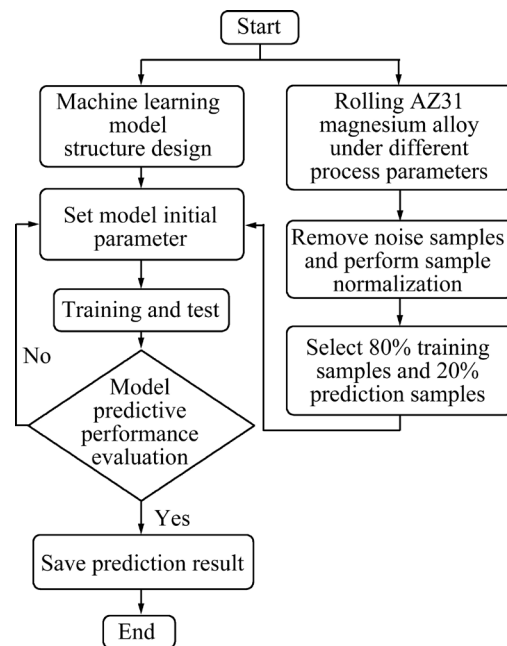 Start
Machine learning
model
structure design
Set model initial
parameter
Training and test
No
Model
predictive
performance
evaluation
Yes
Save prediction result
End
Rolling AZ31
magnesium alloy
under different
process parameters
Remove noise samples
and perform sample
normalization
Select 80% training
samples and 20%
prediction samples